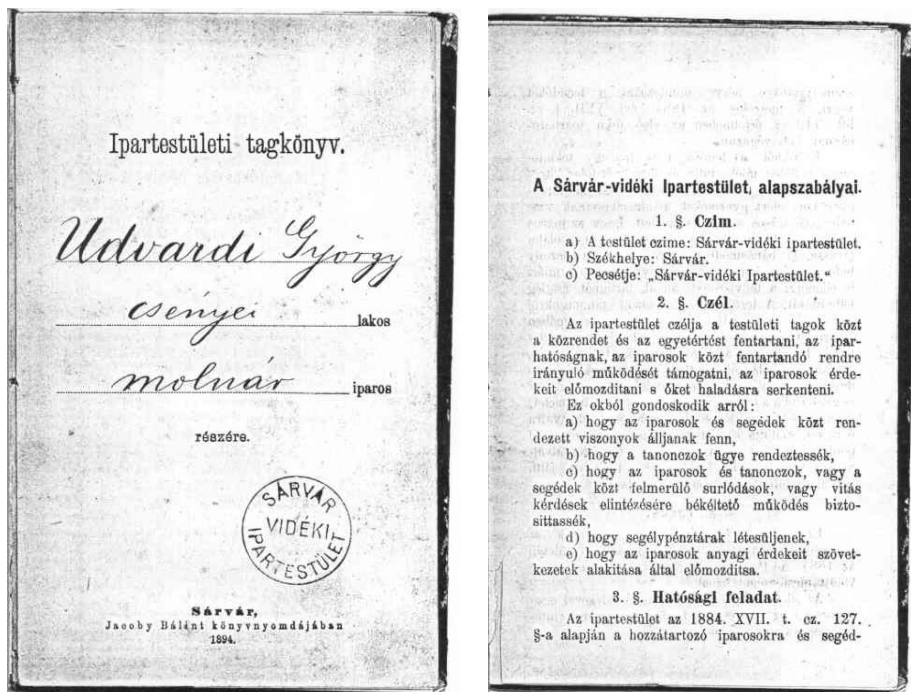 Ipartestületi tagkönyv.
Udvardi György
csényei lakos
molnár iparos
részére.
SÁRVÁR
VIDÉKI
IPARTESTÜLET
Sárvár,
Jacoby Bálint könyvnyomdájában
1894.
A Sárvár-vidéki Ipartestület alapszabályai.
1. §. Czim.
a) A testület czime: Sárvár-vidéki ipartestület.
b) Székhelye: Sárvár.
c) Pecsétje: „Sárvár-vidéki Ipartestület.“
2. §. Czél.
Az ipartestület czélja a testületi tagok közt
a közrendet és az egyetértést fentartani, az ipar-
hatóságnak, az iparosok közt fentartandó rendre
irányuló működését támogatni, az iparosok érde-
keit előmozditani s őket haladásra serkenteni.
Ez okból gondoskodik arról:
a) hogy az iparosok és segédek közt ren-
dezett viszonyok álljanak fenn,
b) hogy a tanonczok ügye rendeztessék,
c) hogy az iparosok és tanonczok, vagy a
segédek közt felmerülő surlódások, vagy vitás
kérdések elintézésére békéltető működés bizto-
sittassék,
d) hogy segélypénztárak létesüljenek,
e) hogy az iparosok anyagi érdekeit szövet-
kezetek alakitása által előmozditsa.
3. §. Hatósági feladat.
Az ipartestület az 1884. XVII. t. cz. 127.
§-a alapján a hozzátartozó iparosokra és segéd-